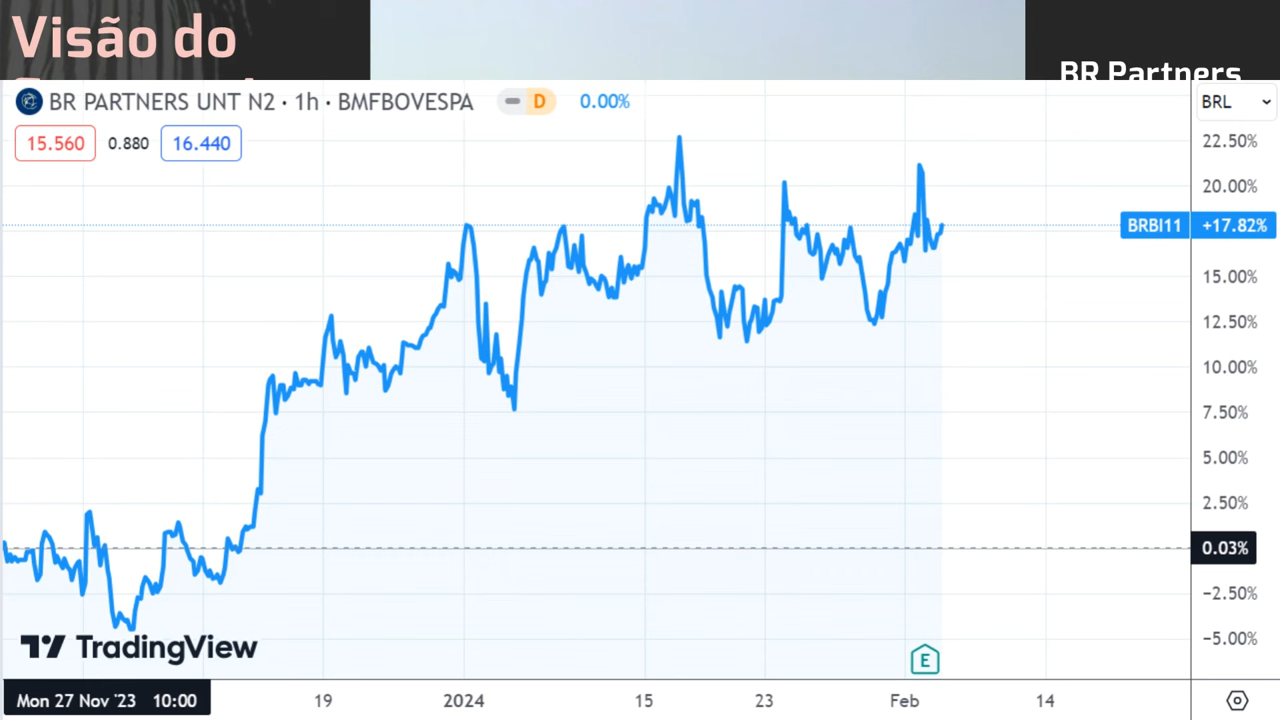 Visão do
BR Partners
BR PARTNERS UNT N2 · 1h · BMFBOVESPA
D
0.00%
BRL
15.560
0.880
16.440
22.50%
20.00%
BRBI11
+17.82%
15.00%
12.50%
10.00%
7.50%
5.00%
2.50%
0.03%
−2.50%
−5.00%
TradingView
E
Mon 27 Nov '23 10:00
19
2024
15
23
Feb
14